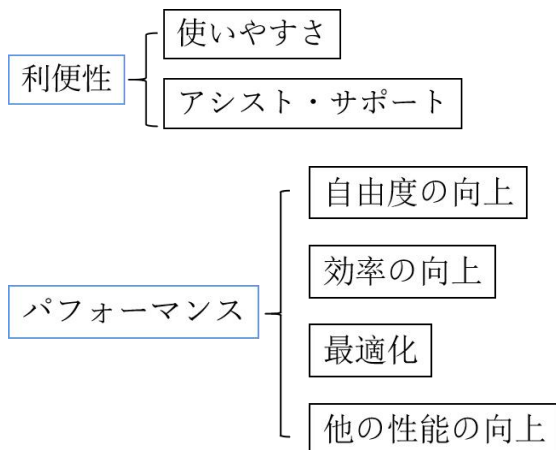 利便性
使いやすさ
アシスト・サポート
パフォーマンス
自由度の向上
効率の向上
最適化
他の性能の向上